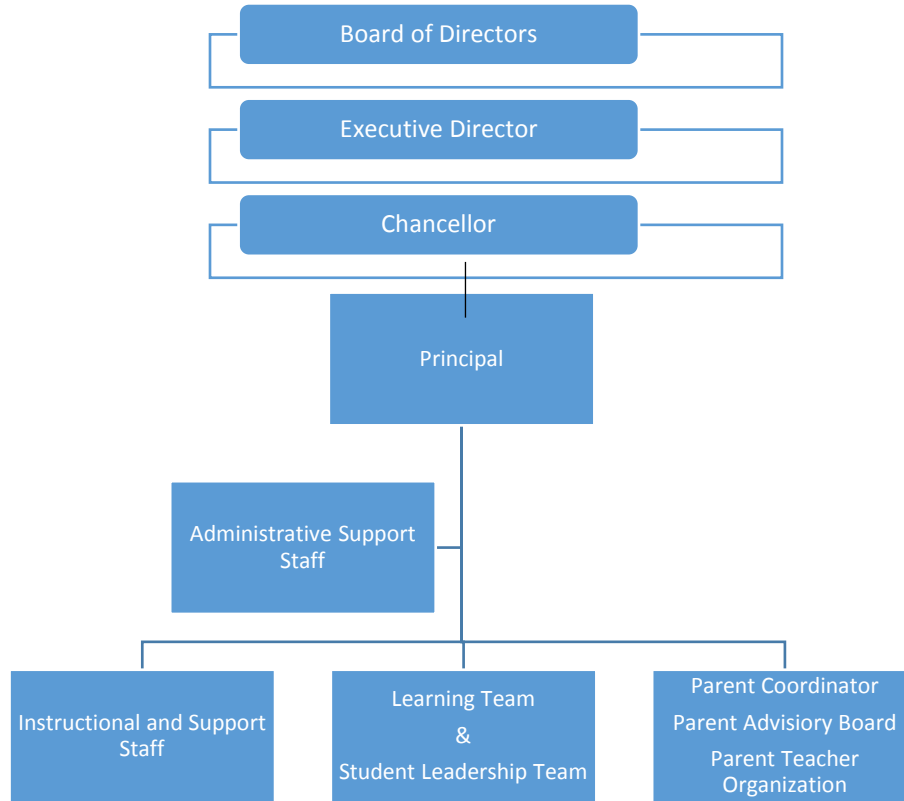 Board of Directors
Executive Director
Chancellor
Principal
Administrative Support
Staff
Instructional and Support
Staff
Learning Team
&
Student Leadership Team
Parent Coordinator
Parent Advisiory Board
Parent Teacher
Organization